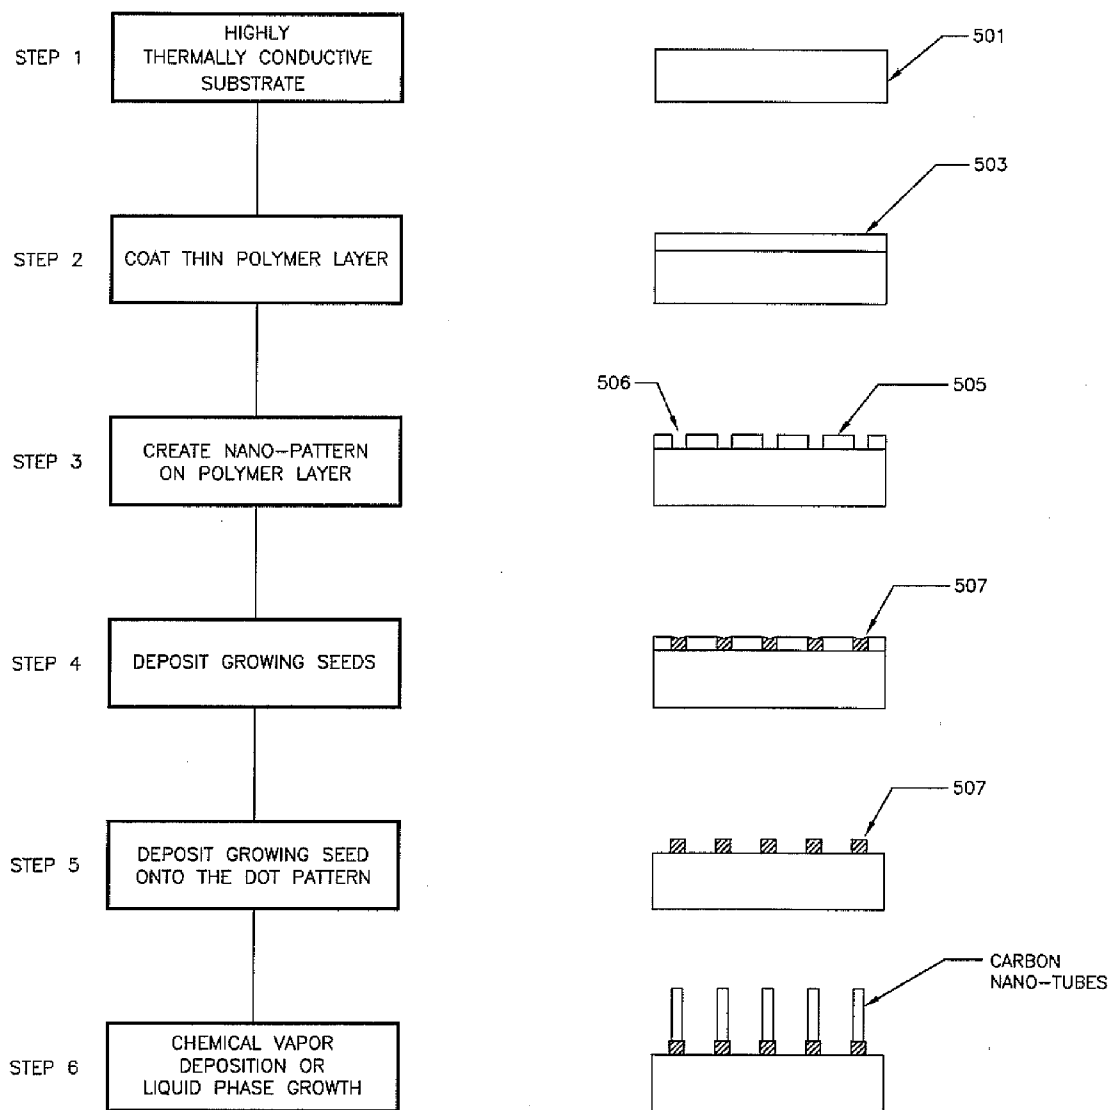 STEP 1
HIGHLY
THERMALLY CONDUCTIVE
SUBSTRATE
501
STEP 2
COAT THIN POLYMER LAYER
503
STEP 3
CREATE NANO-PATTERN
ON POLYMER LAYER
506
505
STEP 4
DEPOSIT GROWING SEEDS
507
STEP 5
DEPOSIT GROWING SEED
ONTO THE DOT PATTERN
507
STEP 6
CHEMICAL VAPOR
DEPOSITION OR
LIQUID PHASE GROWTH
CARBON
NANO-TUBES